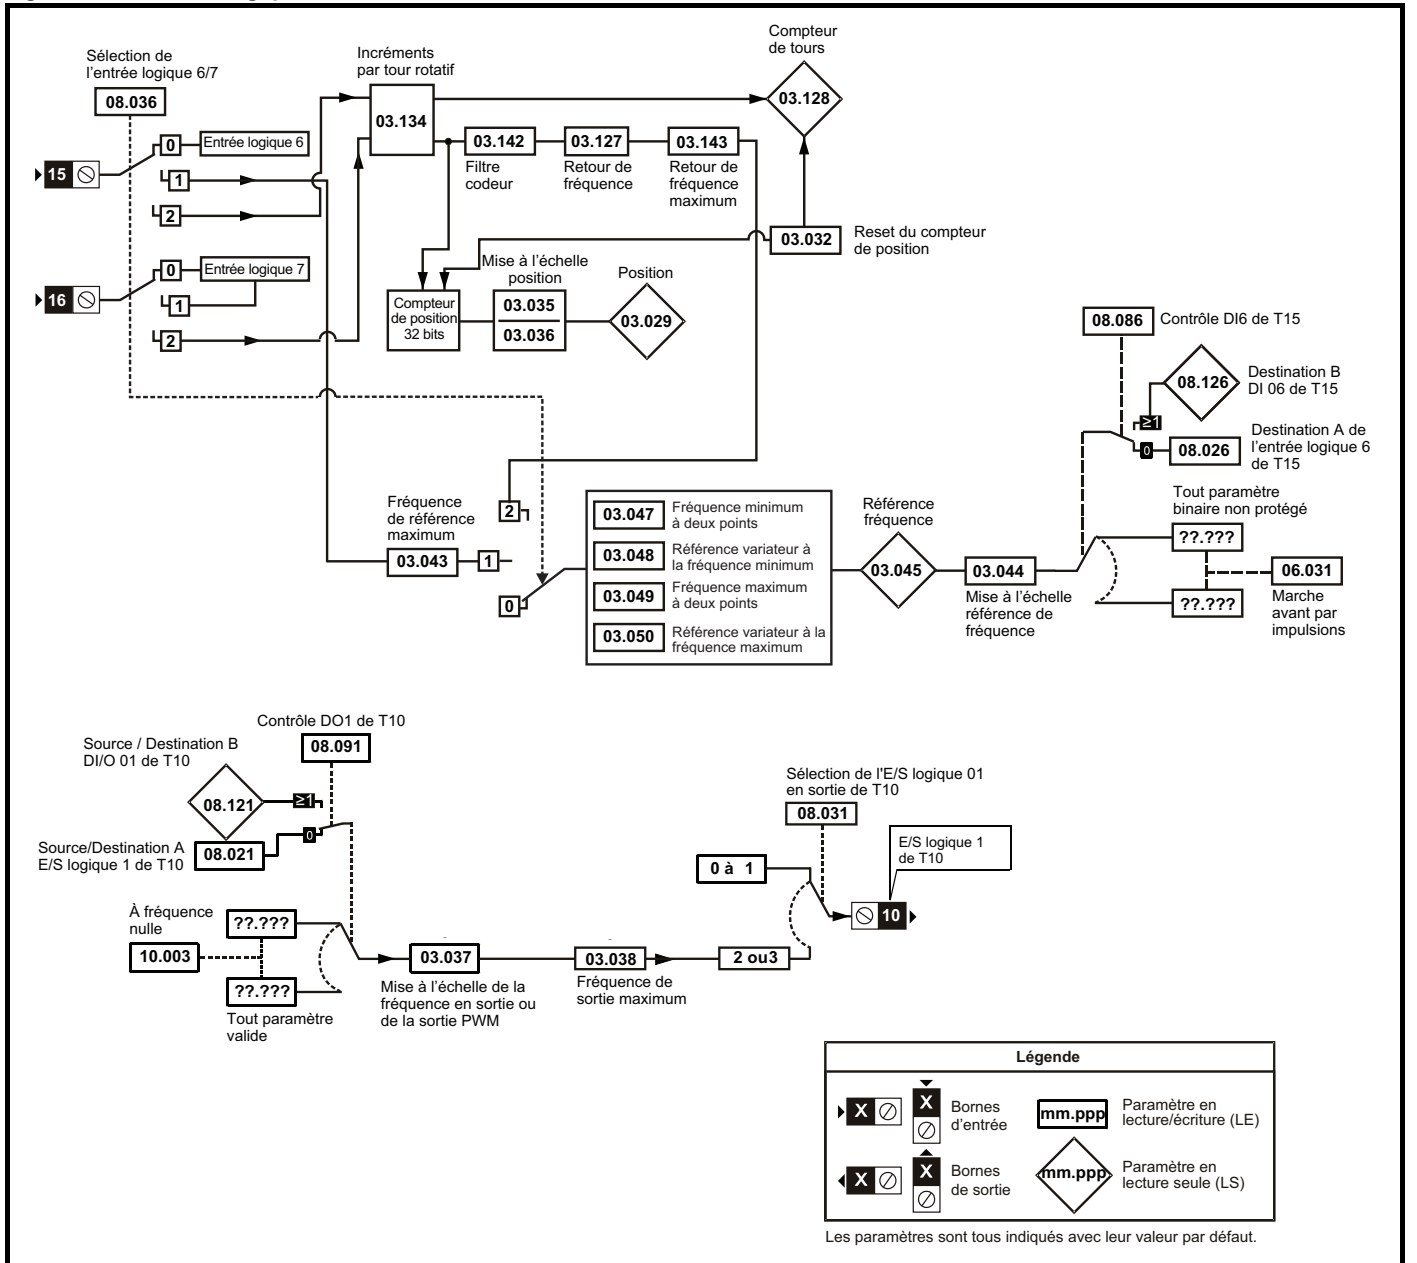 Sélection de
l'entrée logique 6/7
08.036
15
0
Entrée logique 6
1
2
16
0
Entrée logique 7
1
2
Incréments
par tour rotatif
03.134
Compteur
de tours
03.128
03.142
Filtre
codeur
03.127
Retour de
fréquence
03.143
Retour de
fréquence
maximum
03.032
Reset du compteur
de position
Compteur
de position
32 bits
Mise à l'échelle
position
03.035
03.036
Position
03.029
08.086
Contrôle DI6 de T15
08.126
Destination B
DI 06 de T15
≥1
0
08.026
Destination A de
l'entrée logique 6
de T15
Fréquence
de référence
maximum
03.043
2
1
0
03.047
Fréquence minimum
à deux points
03.048
Référence variateur à
la fréquence minimum
03.049
Fréquence maximum
à deux points
03.050
Référence variateur à la
fréquence maximum
Référence
fréquence
03.045
03.044
Mise à l'échelle
référence de
fréquence
Tout paramètre
binaire non protégé
??.???
??.???
06.031
Marche
avant par
impulsions
Contrôle DO1 de T10
08.091
Source / Destination B
DI/O 01 de T10
08.121
≥1
0
Source/Destination A
E/S logique 1 de T10
08.021
À fréquence
nulle
10.003
??.???
??.???
Tout paramètre
valide
03.037
Mise à l'échelle de la
fréquence en sortie ou
de la sortie PWM
03.038
Fréquence de
sortie maximum
Sélection de l'E/S logique 01
en sortie de T10
08.031
0 à 1
2 ou3
E/S logique 1
de T10
10
Légende
X
X
Bornes
d'entrée
mm.ppp
Paramètre en
lecture/écriture (LE)
X
X
Bornes
de sortie
mm.ppp
Paramètre en
lecture seule (LS)
Les paramètres sont tous indiqués avec leur valeur par défaut.